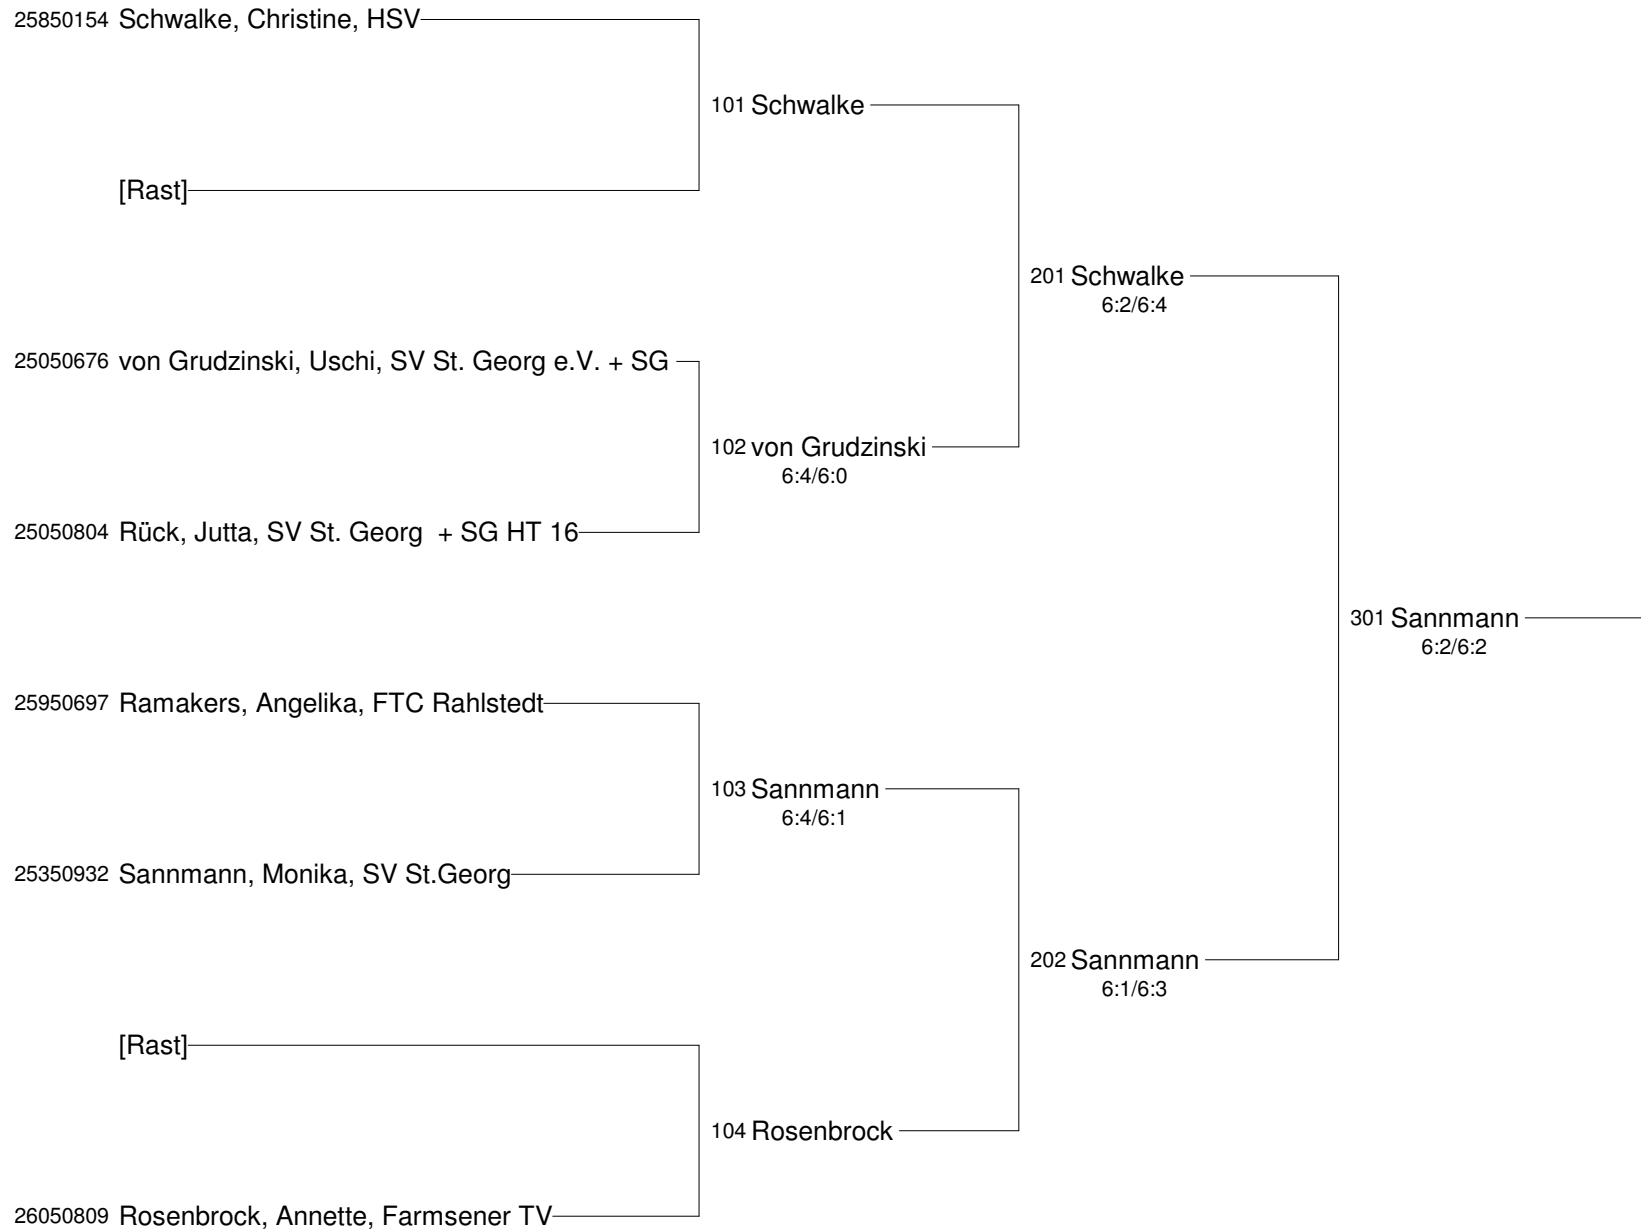 25850154 Schwalke, Christine, HSV
101 Schwalke
[Rast]
201 Schwalke
6:2/6:4
25050676 von Grudzinski, Uschi, SV St. Georg e.V. + SG
102 von Grudzinski
6:4/6:0
25050804 Rück, Jutta, SV St. Georg  + SG HT 16
301 Sannmann
6:2/6:2
25950697 Ramakers, Angelika, FTC Rahlstedt
103 Sannmann
6:4/6:1
25350932 Sannmann, Monika, SV St.Georg
202 Sannmann
6:1/6:3
[Rast]
104 Rosenbrock
26050809 Rosenbrock, Annette, Farmsener TV